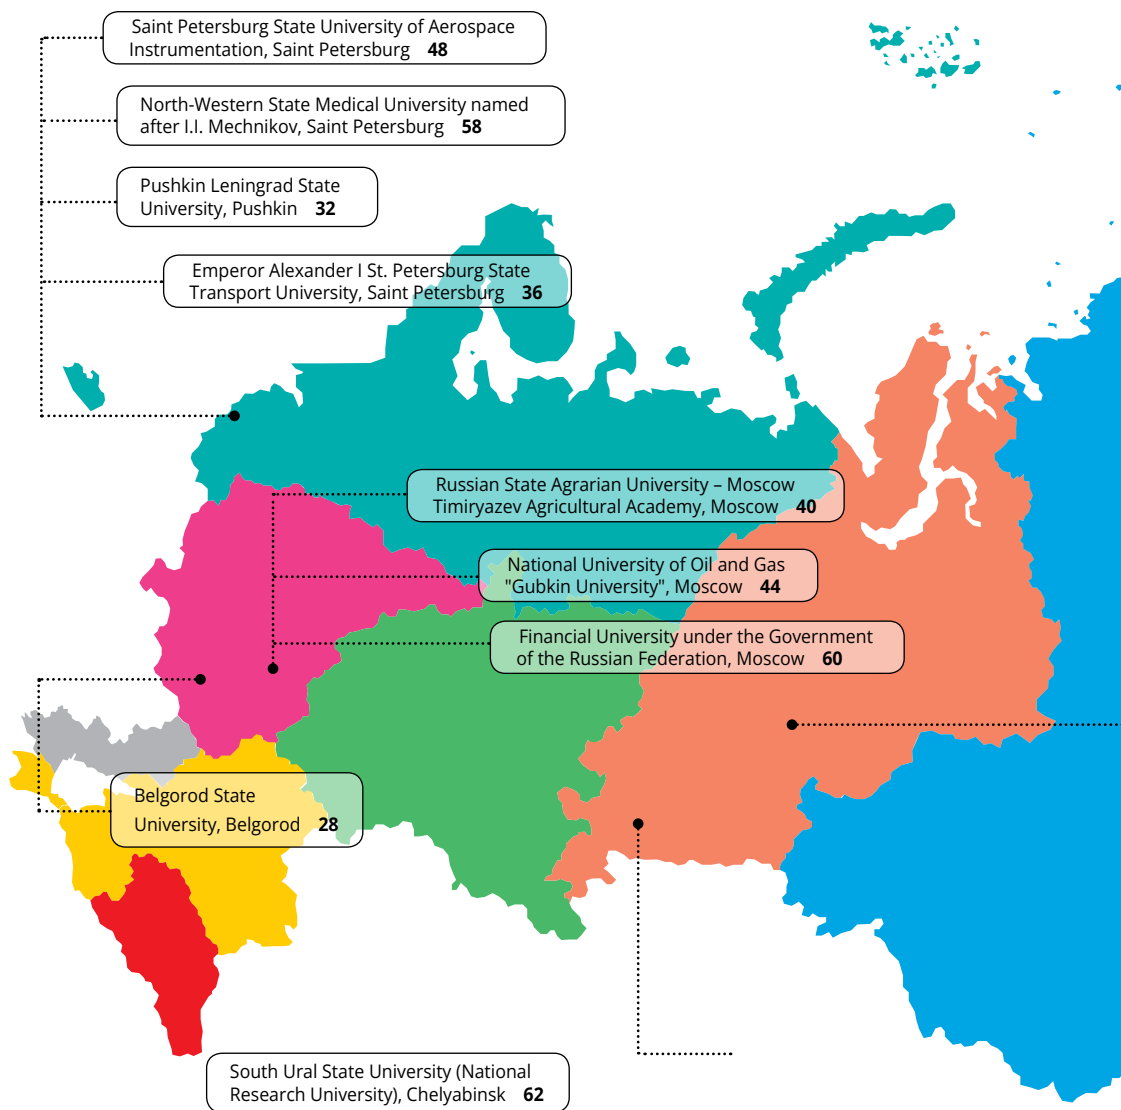 Saint Petersburg State University of Aerospace
Instrumentation, Saint Petersburg 48
North-Western State Medical University named
after I.I. Mechnikov, Saint Petersburg 58
Pushkin Leningrad State
University, Pushkin 32
Emperor Alexander I St. Petersburg State
Transport University, Saint Petersburg 36
Russian State Agrarian University – Moscow
Timiryazev Agricultural Academy, Moscow 40
National University of Oil and Gas
"Gubkin University", Moscow 44
Financial University under the Government
of the Russian Federation, Moscow 60
Belgorod State
University, Belgorod 28
South Ural State University (National
Research University), Chelyabinsk 62